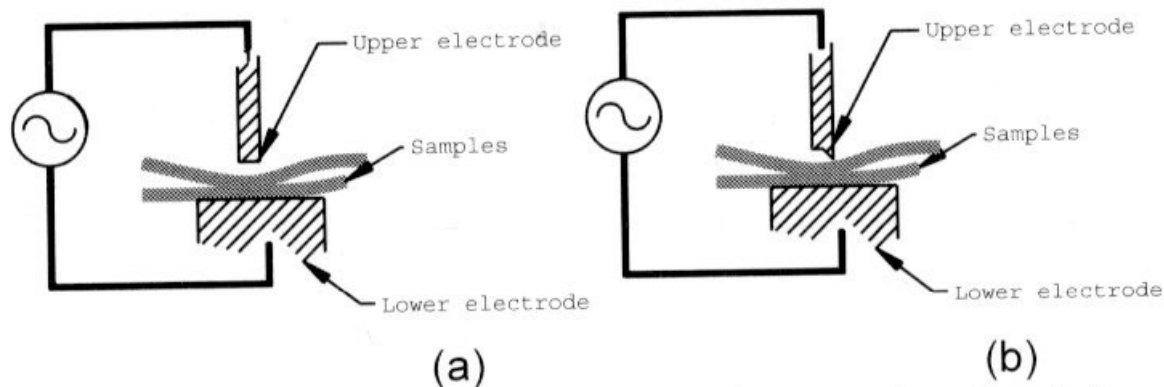 Upper electrode
Samples
Lower electrode
(a)
Upper electrode
Samples
Lower electrode
(b)